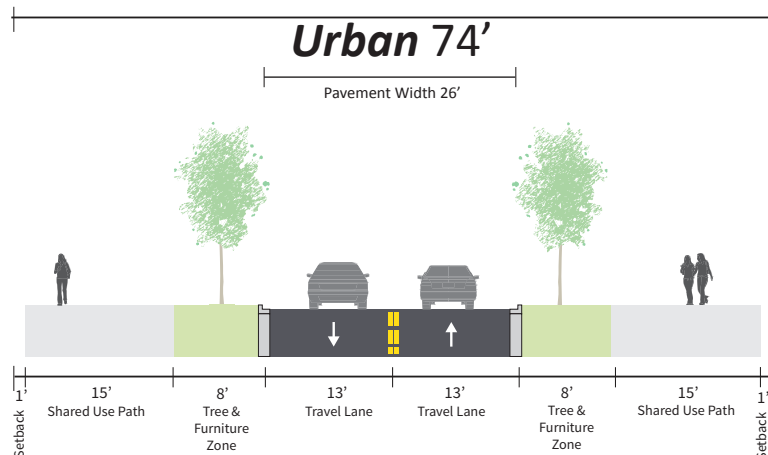 Urban 74’
Pavement Width 26’
1’
15’
8’
13’
13’
8’
15’
1’
Setback
Shared Use Path
Tree &
Furniture
Zone
Travel Lane
Travel Lane
Tree &
Furniture
Zone
Shared Use Path
Setback